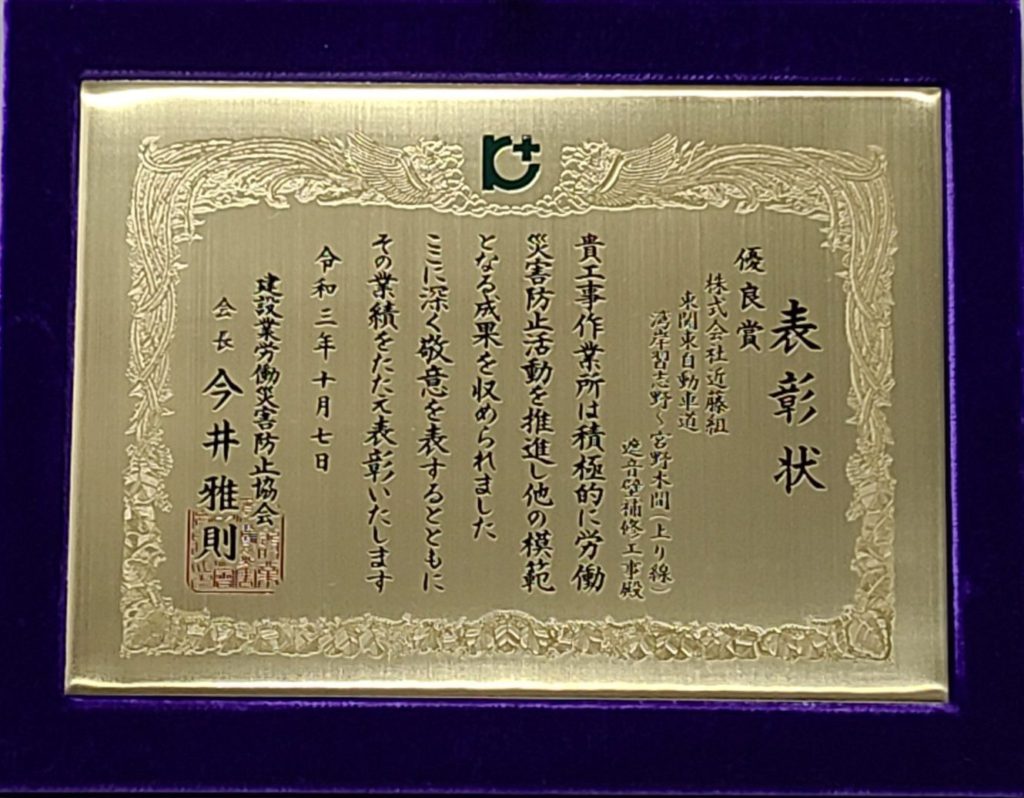 表彰状
優良賞
株式会社近藤組
東関東自動車道
湾岸習志野~宮野木間(上り線)
遮音壁補修工事殿
貴工事作業所は積極的に労働
災害防止活動を推進し他の模範
となる成果を収められました
ここに深く敬意を表するとともに
その業績をたたえ表彰いたします
令和三年十月七日
建設業労働災害防止協会
会長 今井雅則